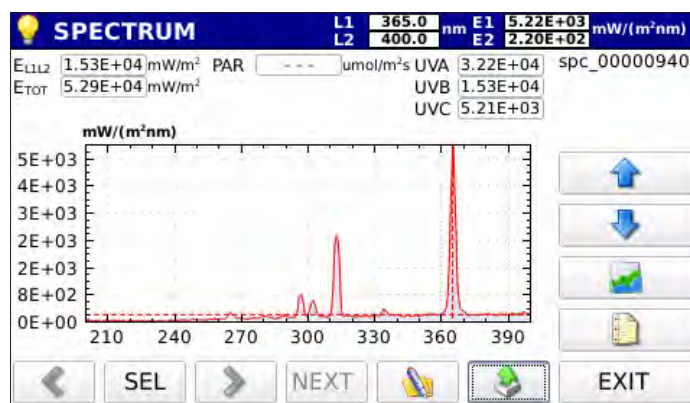 SPECTRUM L1 365.0 nm E1 5.22E+03 mW/(m²nm)
L2 400.0 E2 2.20E+02
EL1L2 1.53E+04 mW/m² PAR --- umol/m²s UVA 3.22E+04 spc_00000940
ETOT 5.29E+04 mW/m² UVB 1.53E+04
UVC 5.21E+03
mW/(m²nm)
5E+03
4E+03
3E+03
2E+03
2E+03
8E+02
0E+00
210 240 270 300 330 360 390
SEL NEXT EXIT